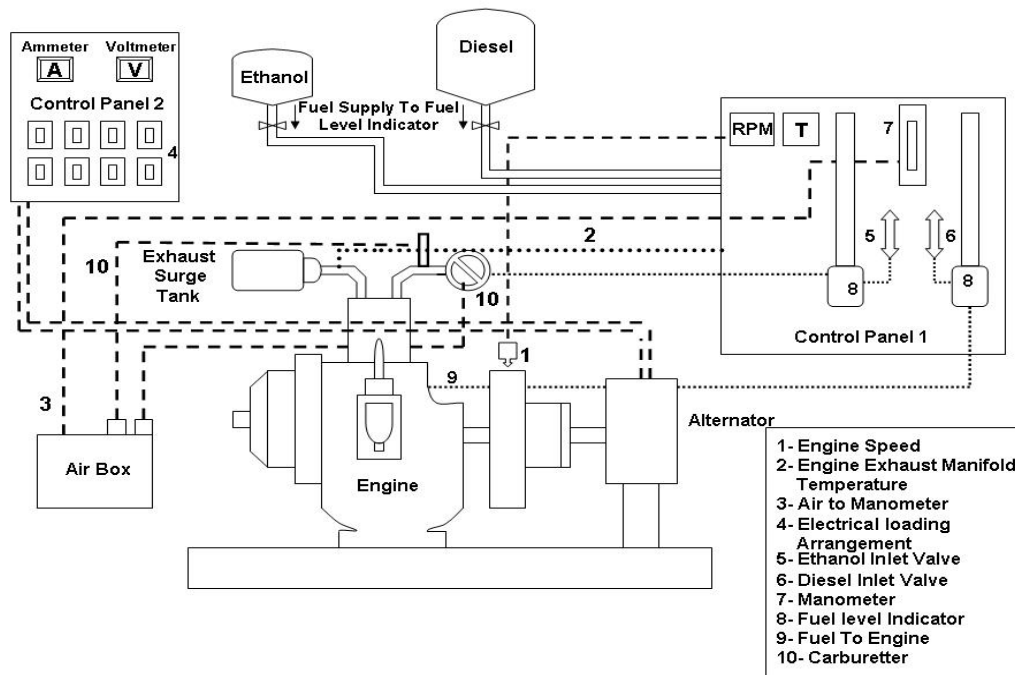 Ammeter Voltmeter
A V
Control Panel 2
4
Ethanol
Diesel
Fuel Supply To Fuel
Level Indicator
RPM T
7
5
6
8
8
Control Panel 1
2
Exhaust
Surge
Tank
10
10
3
Air Box
1
9
Engine
Alternator
1- Engine Speed
2- Engine Exhaust Manifold
Temperature
3- Air to Manometer
4- Electrical loading
Arrangement
5- Ethanol Inlet Valve
6- Diesel Inlet Valve
7- Manometer
8- Fuel level Indicator
9- Fuel To Engine
10- Carburetter